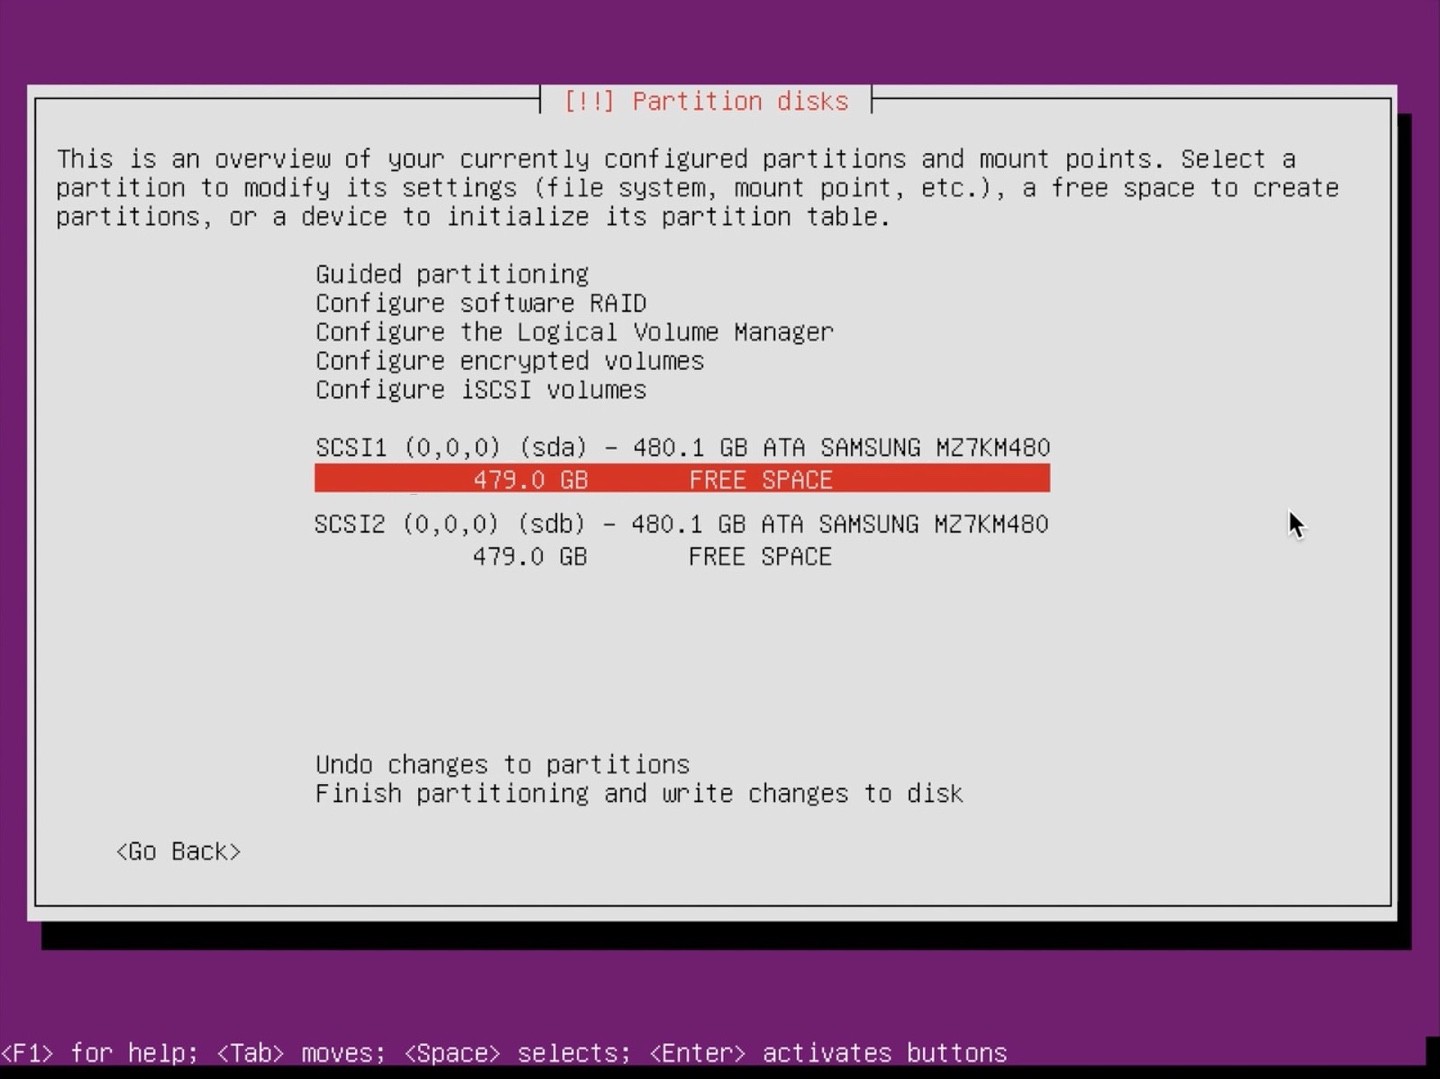 [!!] Partition disks
This is an overview of your currently configured partitions and mount points. Select a
partition to modify its settings (file system, mount point, etc.), a free space to create
partitions, or a device to initialize its partition table.
Guided partitioning
Configure software RAID
Configure the Logical Volume Manager
Configure encrypted volumes
Configure iSCSI volumes
SCSI1 (0,0,0) (sda) - 480.1 GB ATA SAMSUNG MZ7KM480
479.0 GB FREE SPACE
SCSI2 (0,0,0) (sdb) - 480.1 GB ATA SAMSUNG MZ7KM480
479.0 GB FREE SPACE
Undo changes to partitions
Finish partitioning and write changes to disk
<Go Back>
<F1> for help; <Tab> moves; <Space> selects; <Enter> activates buttons